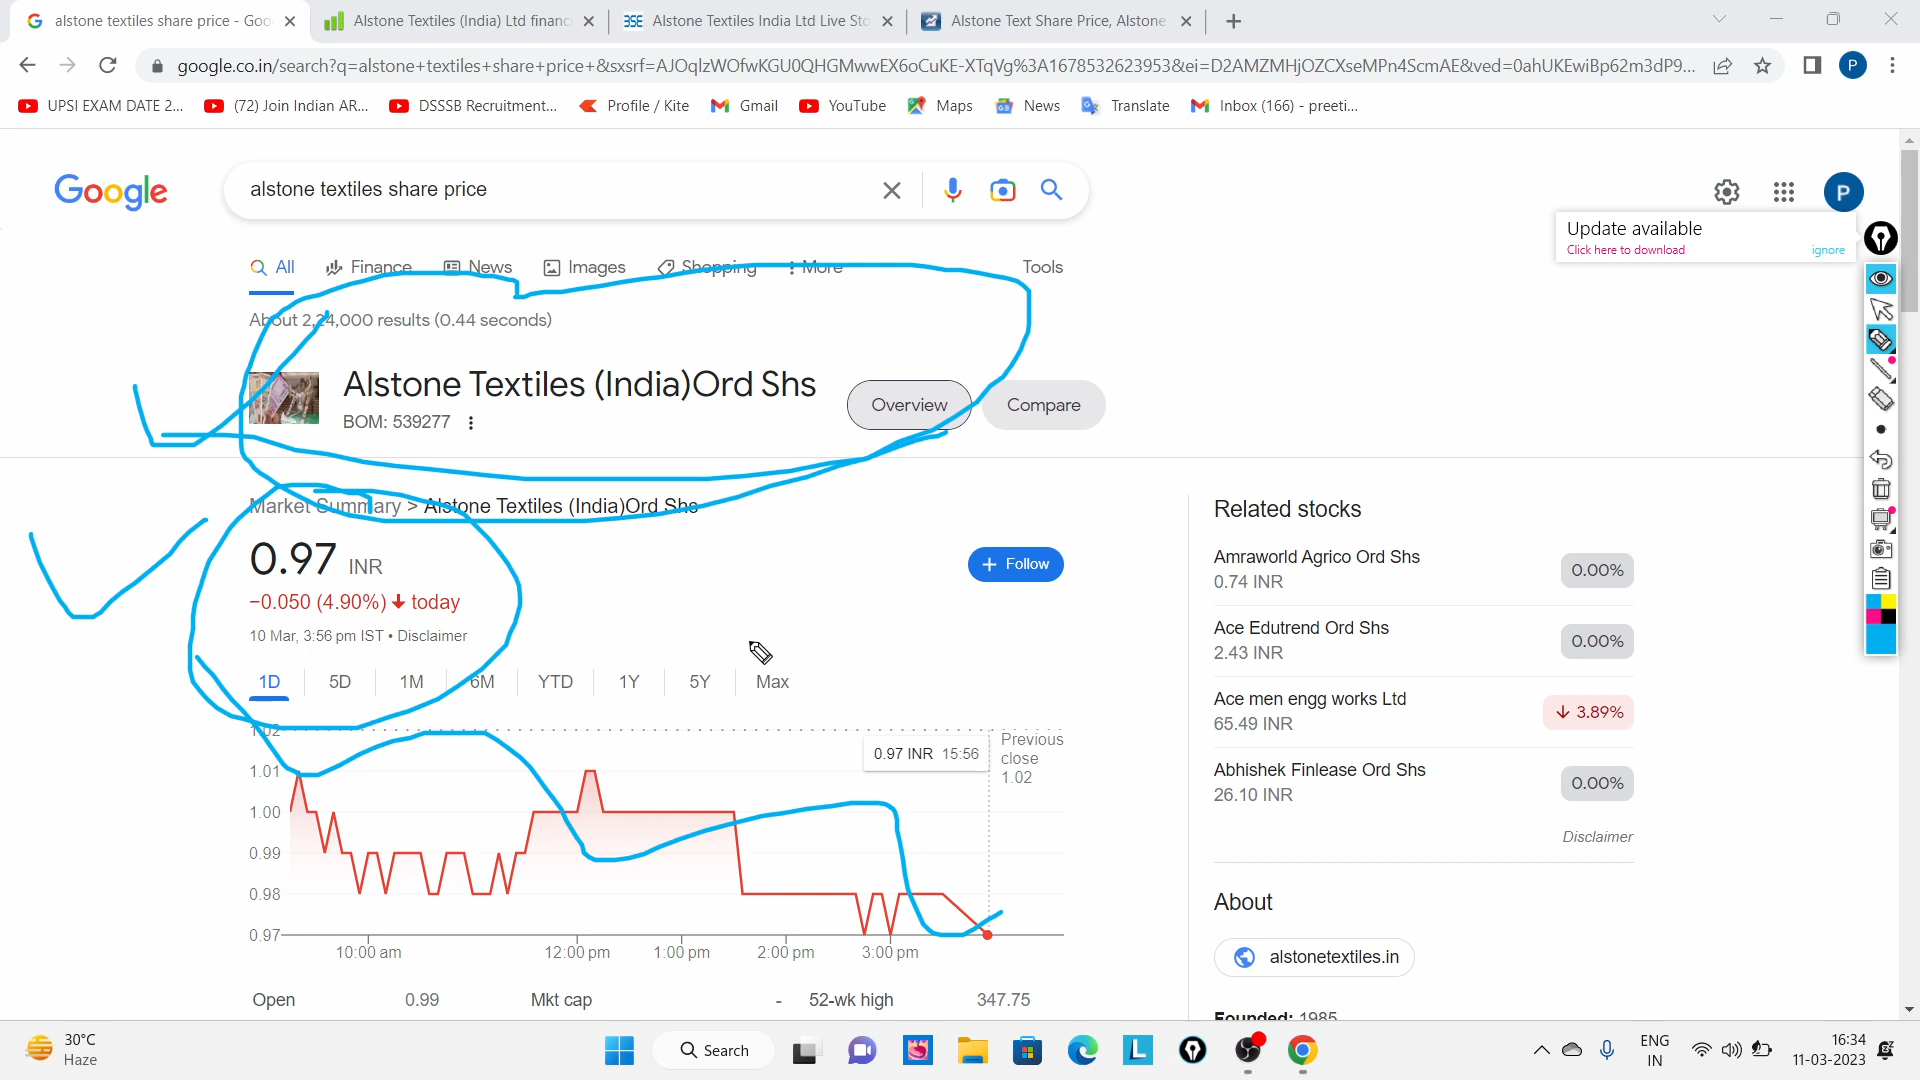 alstone textiles share price - Goo
Alstone Textiles (India) Ltd financ
Alstone Textiles India Ltd Live Sto
Alstone Text Share Price, Alstone
google.co.in/search?q=alstone+textiles+share+price+&sxsrf=AJOqlzWOfwKGU0QHGMwwEX6oCuKE-XTqVg%3A1678532623953&ei=D2AMZMHjOZCXseMPn4ScmAE&ved=0ahUKEwiBp62m3dP9...
P
UPSI EXAM DATE 2...
(72) Join Indian AR...
DSSSB Recruitment...
Profile / Kite
Gmail
YouTube
Maps
News
Translate
Inbox (166) - preeti...
Google
alstone textiles share price
P
Update available
Click here to download
ignore
All
Finance
News
Images
Shopping
More
Tools
About 2,24,000 results (0.44 seconds)
Alstone Textiles (India)Ord Shs
BOM: 539277
Overview
Compare
Market Summary > Alstone Textiles (India)Ord Shs
0.97 INR
−0.050 (4.90%) today
10 Mar, 3:56 pm IST • Disclaimer
Follow
1D
5D
1M
6M
YTD
1Y
5Y
Max
1.02
1.01
1.00
0.99
0.98
0.97
0.97 INR 15:56
Previous
close
1.02
10:00 am
12:00 pm
1:00 pm
2:00 pm
3:00 pm
Open 0.99
Mkt cap -
52-wk high 347.75
Related stocks
Amraworld Agrico Ord Shs
0.74 INR
0.00%
Ace Edutrend Ord Shs
2.43 INR
0.00%
Ace men engg works Ltd
65.49 INR
3.89%
Abhishek Finlease Ord Shs
26.10 INR
0.00%
Disclaimer
About
alstonetextiles.in
Founded: 1985
30°C
Haze
Search
ENG
IN
16:34
11-03-2023